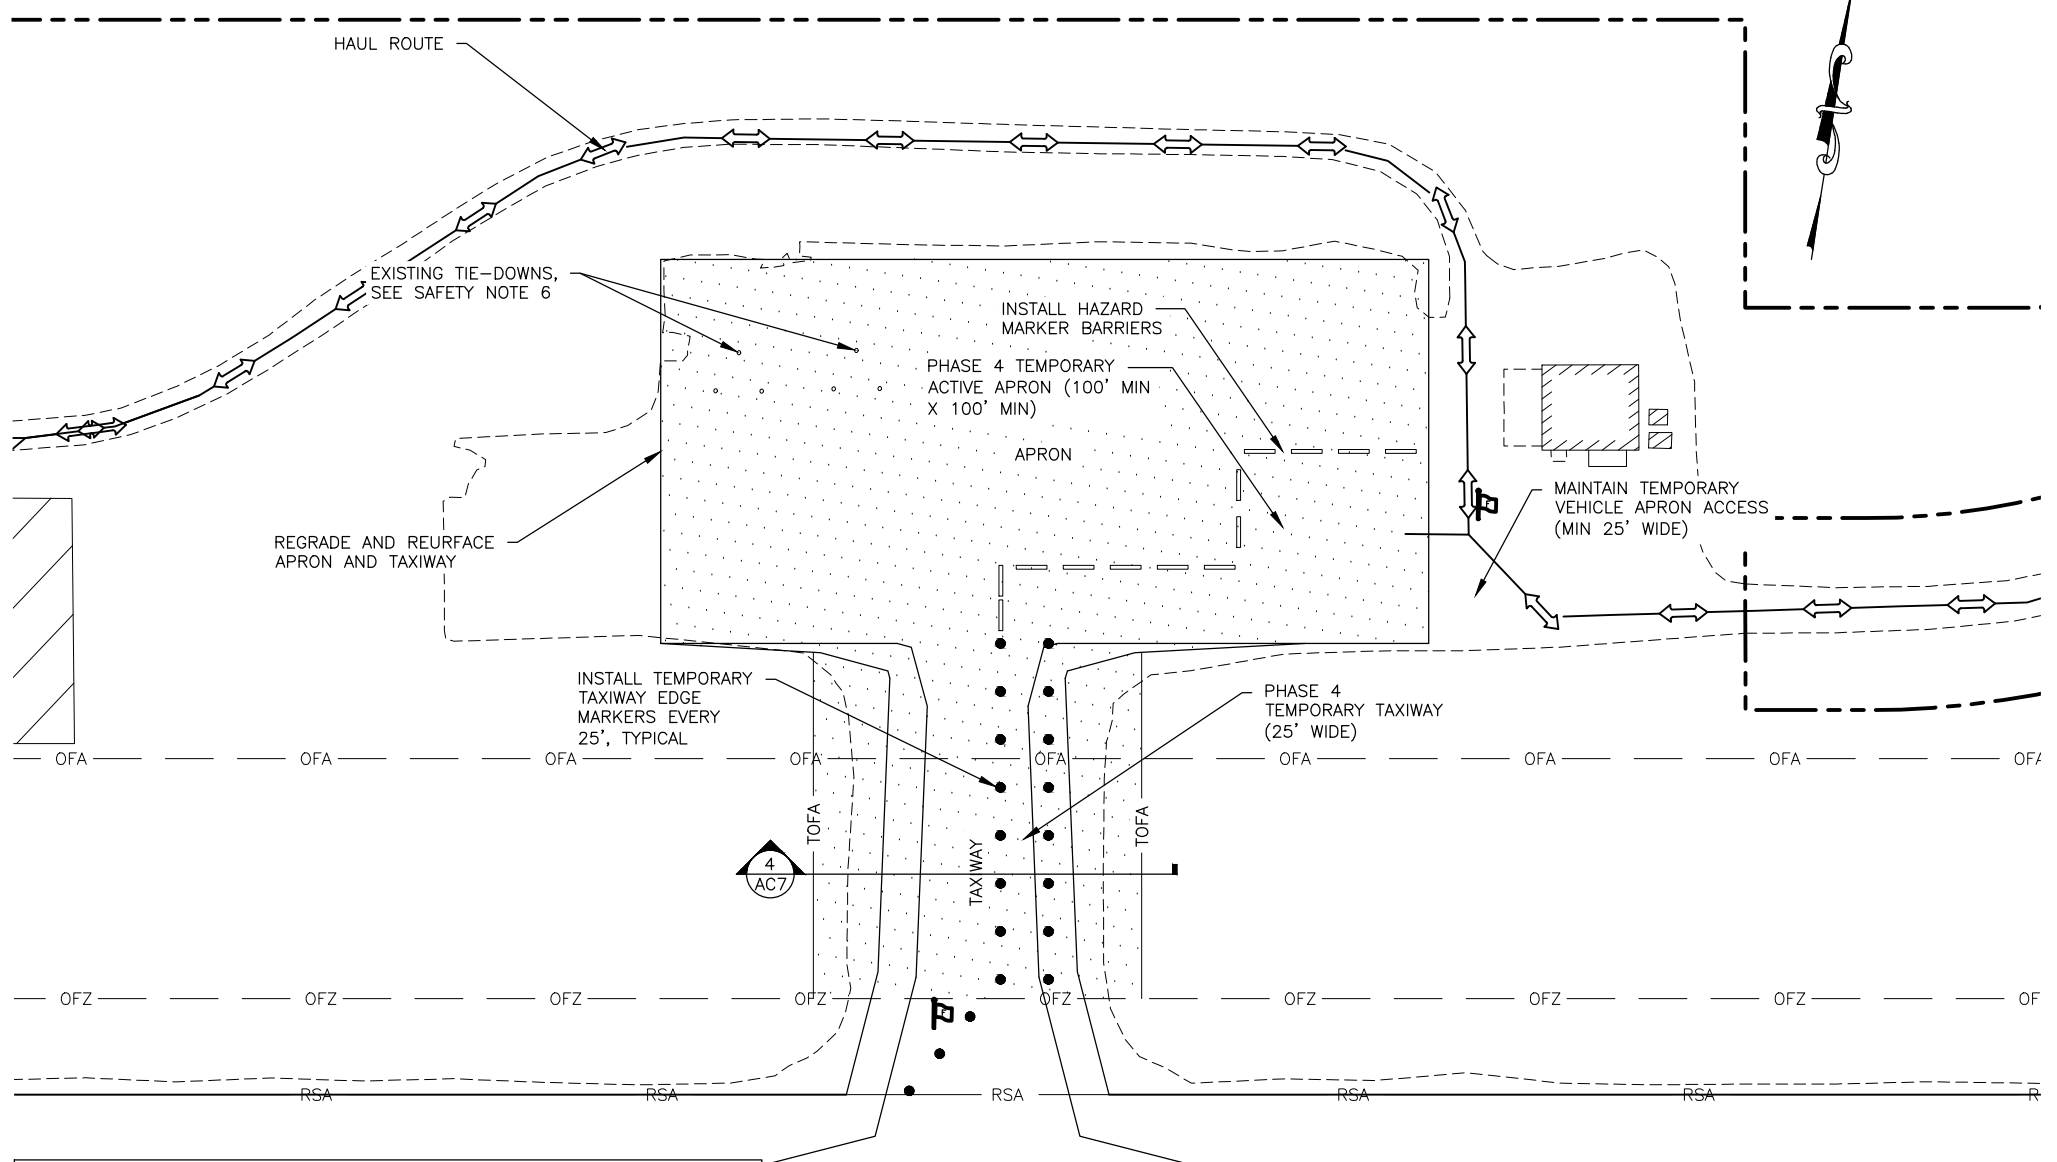 HAUL ROUTE
EXISTING TIE-DOWNS,
SEE SAFETY NOTE 6
INSTALL HAZARD
MARKER BARRIERS
PHASE 4 TEMPORARY
ACTIVE APRON (100' MIN
X 100' MIN)
APRON
MAINTAIN TEMPORARY
VEHICLE APRON ACCESS
(MIN 25' WIDE)
REGRADE AND REURFACE
APRON AND TAXIWAY
INSTALL TEMPORARY
TAXIWAY EDGE
MARKERS EVERY
25', TYPICAL
PHASE 4
TEMPORARY TAXIWAY
(25' WIDE)
OFA OFA OFA OFA OFA OFA OFA OFA OFA
TOFA
TOFA
TAXIWAY
4
AC7
OFZ OFZ OFZ OFZ OFZ OFZ OFZ OFZ OF
F
F
RSA RSA RSA RSA RSA R